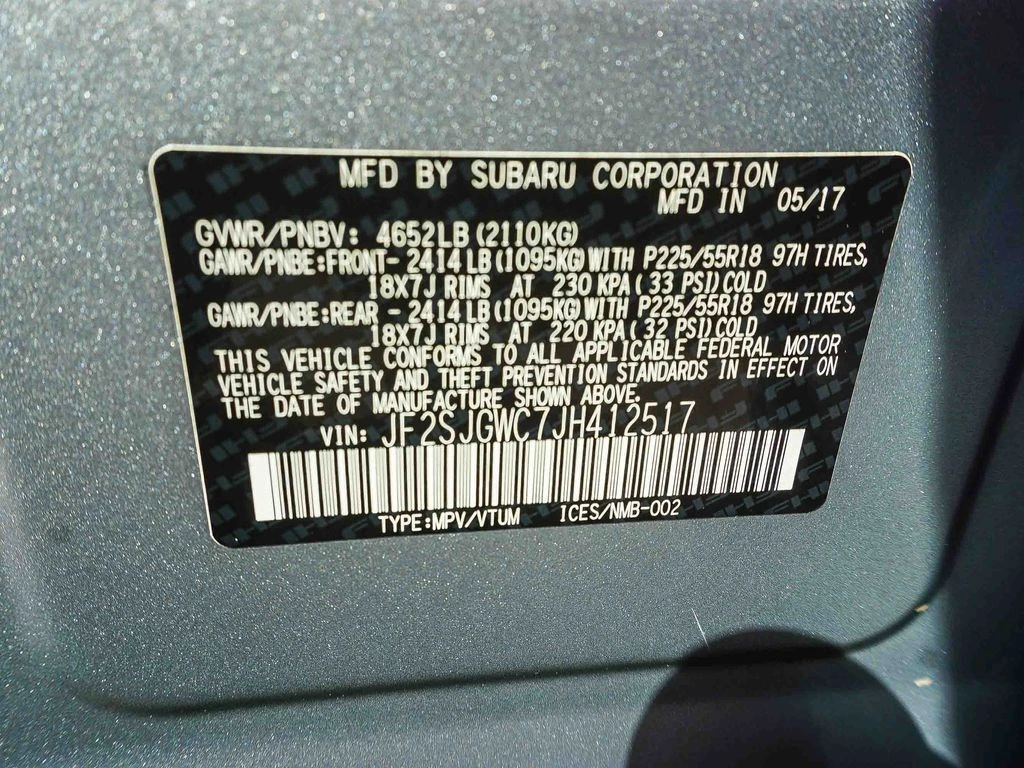 MFD BY SUBARU CORPORATION
MFD IN 05/17
GVWR/PNBV: 4652LB (2110KG)
GAWR/PNBE:FRONT- 2414 LB (1095KG) WITH P225/55R18 97H TIRES,
18X7J RIMS AT 230 KPA ( 33 PSI) COLD
GAWR/PNBE:REAR - 2414 LB (1095KG) WITH P225/55R18 97H TIRES,
18X7J RIMS AT 220 KPA ( 32 PSI) COLD
THIS VEHICLE CONFORMS TO ALL APPLICABLE FEDERAL MOTOR
VEHICLE SAFETY AND THEFT PREVENTION STANDARDS IN EFFECT ON
THE DATE OF MANUFACTURE SHOWN ABOVE.
VIN: JF2SJGWC7JH412517
TYPE:MPV/VTUM ICES/NMB-002